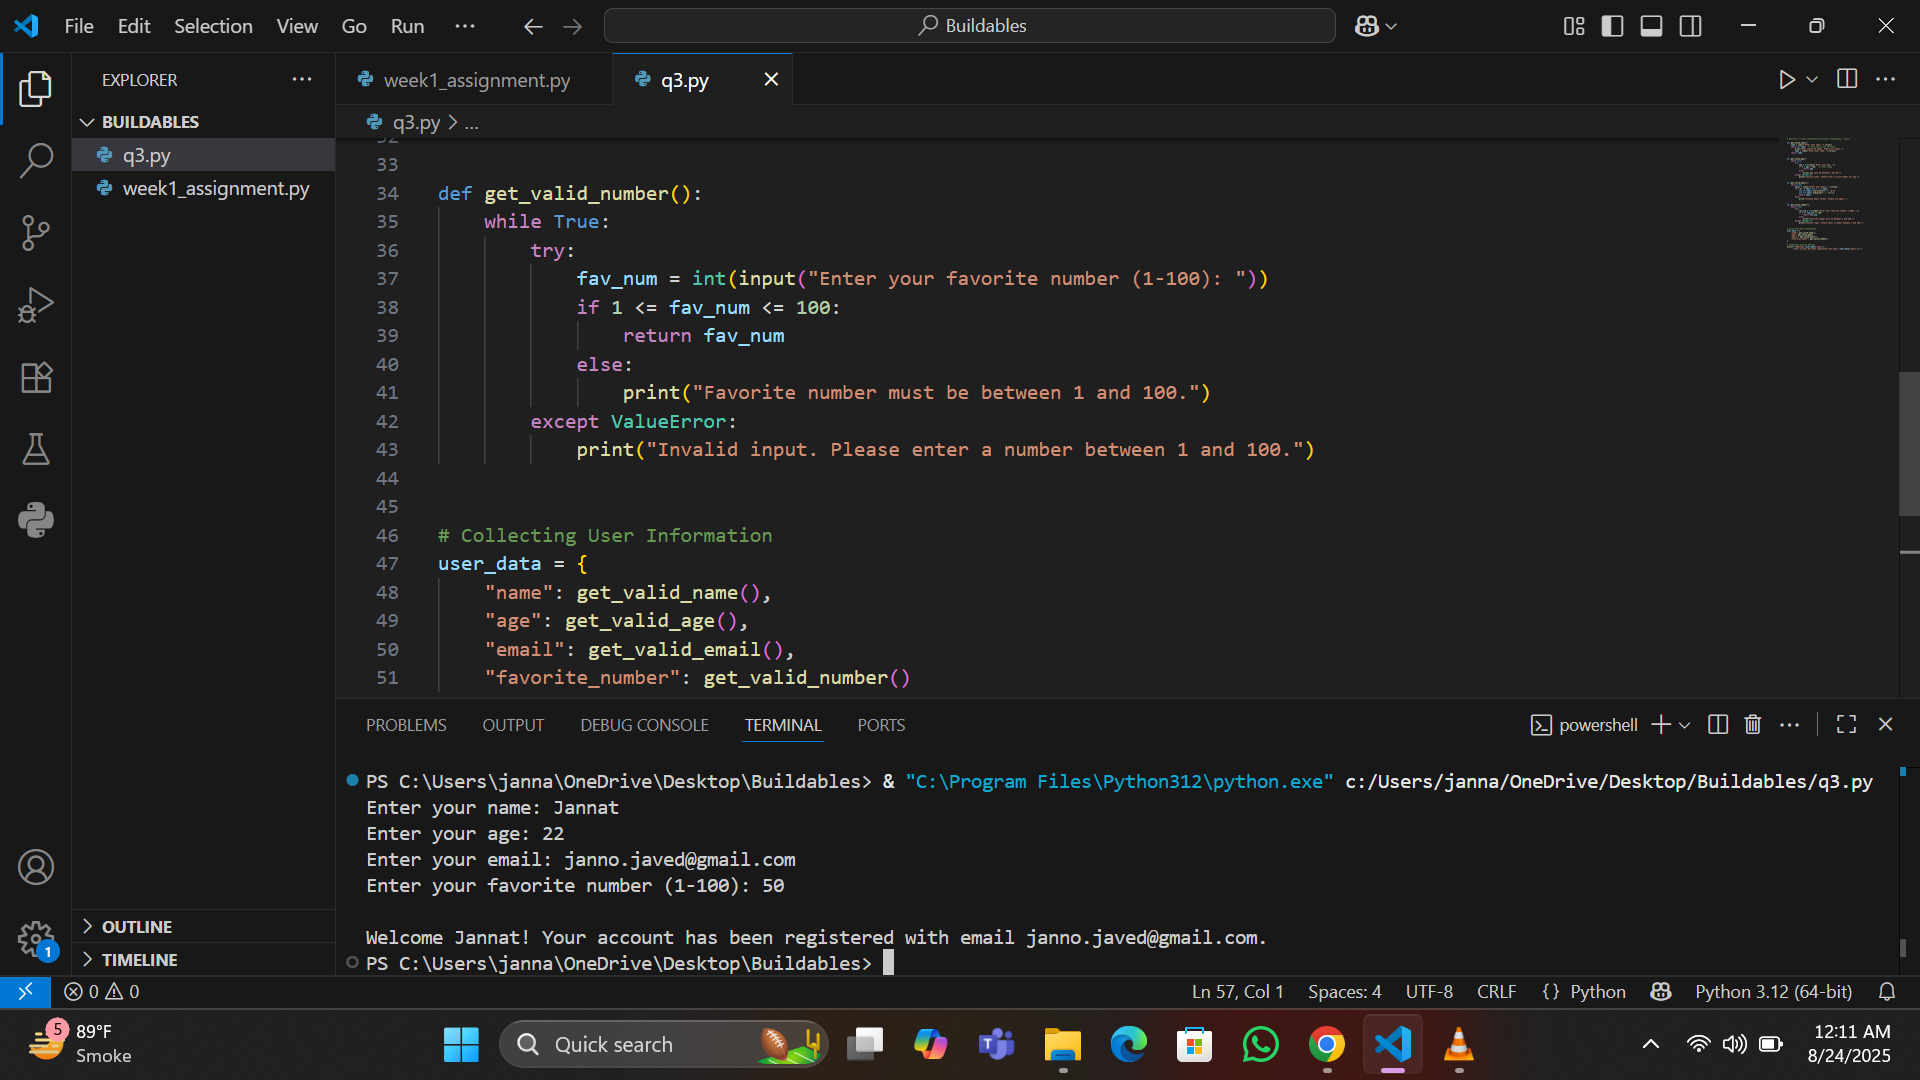 File Edit Selection View Go Run ···
Buildables
EXPLORER
week1_assignment.py
q3.py
BUILDABLES
q3.py > ...
q3.py
week1_assignment.py
32
33
34 def get_valid_number():
35 while True:
36 try:
37 fav_num = int(input("Enter your favorite number (1-100): "))
38 if 1 <= fav_num <= 100:
39 return fav_num
40 else:
41 print("Favorite number must be between 1 and 100.")
42 except ValueError:
43 print("Invalid input. Please enter a number between 1 and 100.")
44
45
46 # Collecting User Information
47 user_data = {
48 "name": get_valid_name(),
49 "age": get_valid_age(),
50 "email": get_valid_email(),
51 "favorite_number": get_valid_number()
PROBLEMS OUTPUT DEBUG CONSOLE TERMINAL PORTS
powershell
PS C:\Users\janna\OneDrive\Desktop\Buildables> & "C:\Program Files\Python312\python.exe" c:/Users/janna/OneDrive/Desktop/Buildables/q3.py
Enter your name: Jannat
Enter your age: 22
Enter your email: janno.javed@gmail.com
Enter your favorite number (1-100): 50
Welcome Jannat! Your account has been registered with email janno.javed@gmail.com.
PS C:\Users\janna\OneDrive\Desktop\Buildables>
OUTLINE
1
TIMELINE
0 0
Ln 57, Col 1 Spaces: 4 UTF-8 CRLF {} Python Python 3.12 (64-bit)
5
89°F
Smoke
Quick search
12:11 AM
8/24/2025